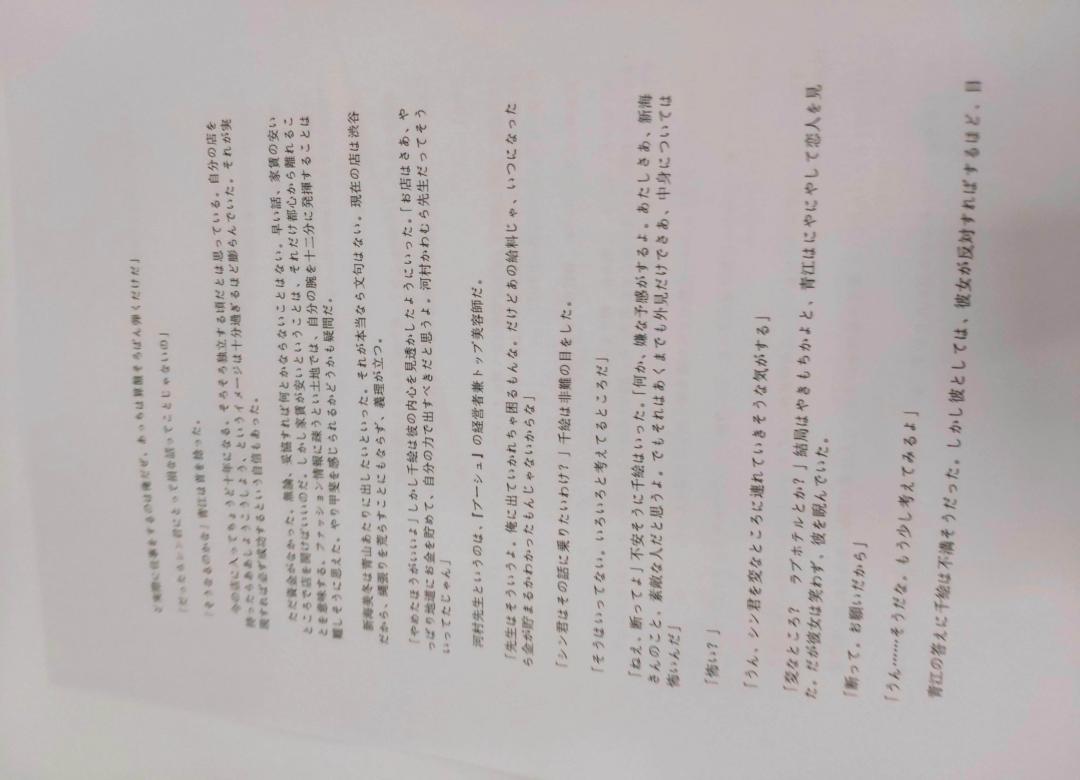 ど実際に仕事をするのは俺だぜ。あっちは算盤そろばん弾くだけだ」
「だったらシン君にとって損な話ってことじゃないの」
「そうなるのかな」青江は首を捻った。
今の店に入ってちょうど十年になる。そろそろ独立する頃だとは思っている。自分の店を
持ったらああしようこうしよう、というイメージは十分過ぎるほど膨らんでいた。それが実
現すれば必ず成功するという自信もあった。
ただ資金がなかった。無論、妥協すれば何とかならないことはない。早い話、家賃の安い
ところで店を開けばいいのだ。しかし家賃が安いということは、それだけ都心から離れるこ
とを意味する。ファッション情報に疎うとい土地では、自分の腕を十二分に発揮することは
難しそうに思えた。やり甲斐を感じられるかどうかも疑問だ。
新海美冬は青山あたりに出したいといった。それが本当なら文句はない。現在の店は渋谷
だから、縄張りを荒らすことにもならず、義理が立つ。
「やめたほうがいいよ」しかし千絵は彼の内心を見透かしたようにいった。「お店はさあ、や
っぱり地道にお金を貯めて、自分の力で出すべきだと思うよ。河村かわむら先生だってそう
いってたじゃん」
河村先生というのは、『ブーシュ』の経営者兼トップ美容師だ。
「先生はそういうよ。俺に出ていかれちゃ困るもんな。だけどあの給料じゃ、いつになった
ら金が貯まるかわかったもんじゃないからな」
「シン君はその話に乗りたいわけ？」千絵は非難の目をした。
「そうはいってない。いろいろと考えてるところだ」
「ねえ、断ってよ」不安そうに千絵はいった。「何か、嫌な予感がするよ。あたしさあ、新海
さんのこと、素敵な人だと思うよ。でもそれはあくまでも外見だけでさあ、中身については
怖いんだ」
「怖い？」
「うん、シン君を変なところに連れていきそうな気がする」
「変なところ？　ラブホテルとか？」結局はやきもちかよと、青江はにやにやして恋人を見
た。だが彼女は笑わず、彼を睨んでいた。
「断って。お願いだから」
「うん……そうだな。もう少し考えてみるよ」
青江の答えに千絵は不満そうだった。しかし彼としては、彼女が反対すればするほど、目